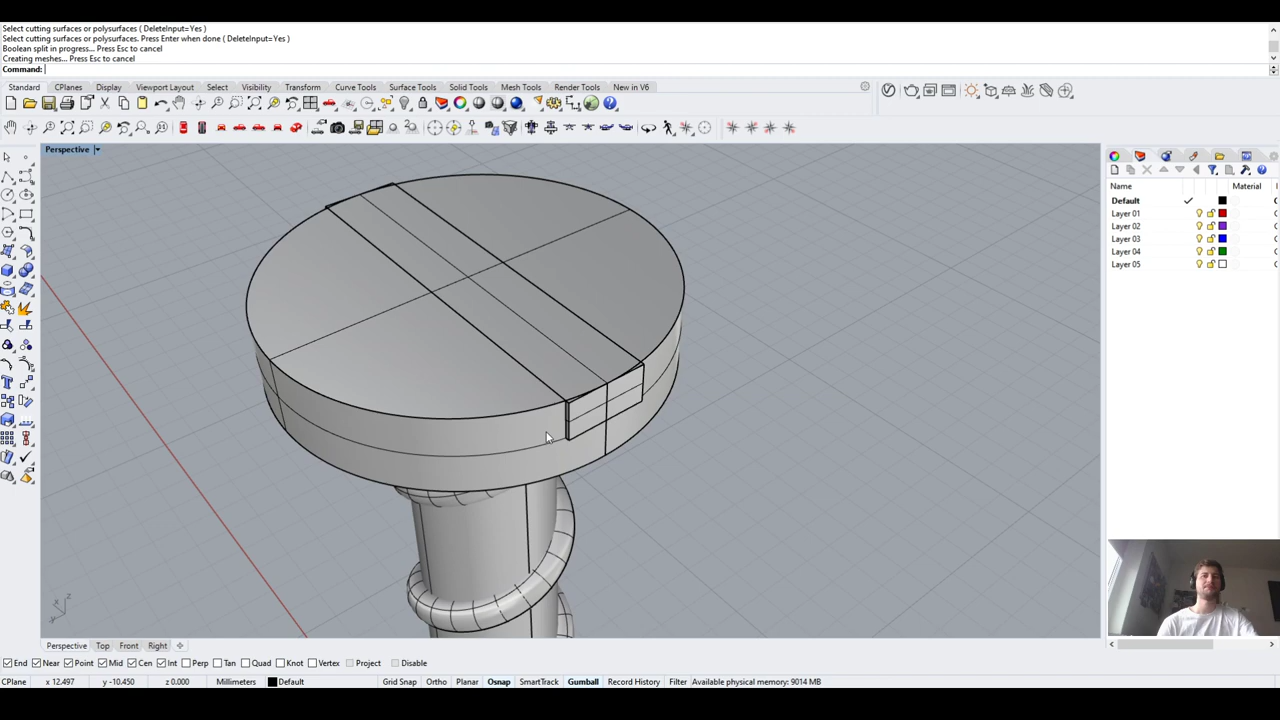 Select cutting surfaces or polysurfaces ( DeleteInput=Yes )
Select cutting surfaces or polysurfaces. Press Enter when done ( DeleteInput=Yes )
Boolean split in progress... Press Esc to cancel
Creating meshes... Press Esc to cancel
Command:
Standard CPlanes Display Viewport Layout Select Visibility Transform Curve Tools Surface Tools Solid Tools Mesh Tools Render Tools New in V6
Perspective
Name Material
Default
Layer 01
Layer 02
Layer 03
Layer 04
Layer 05
z
x
y
Perspective Top Front Right
End Near Point Mid Cen Int Perp Tan Quad Knot Vertex Project Disable
CPlane x 12.497 y -10.450 z 0.000 Millimeters Default Grid Snap Ortho Planar Osnap SmartTrack Gumball Record History Filter Available physical memory: 9014 MB